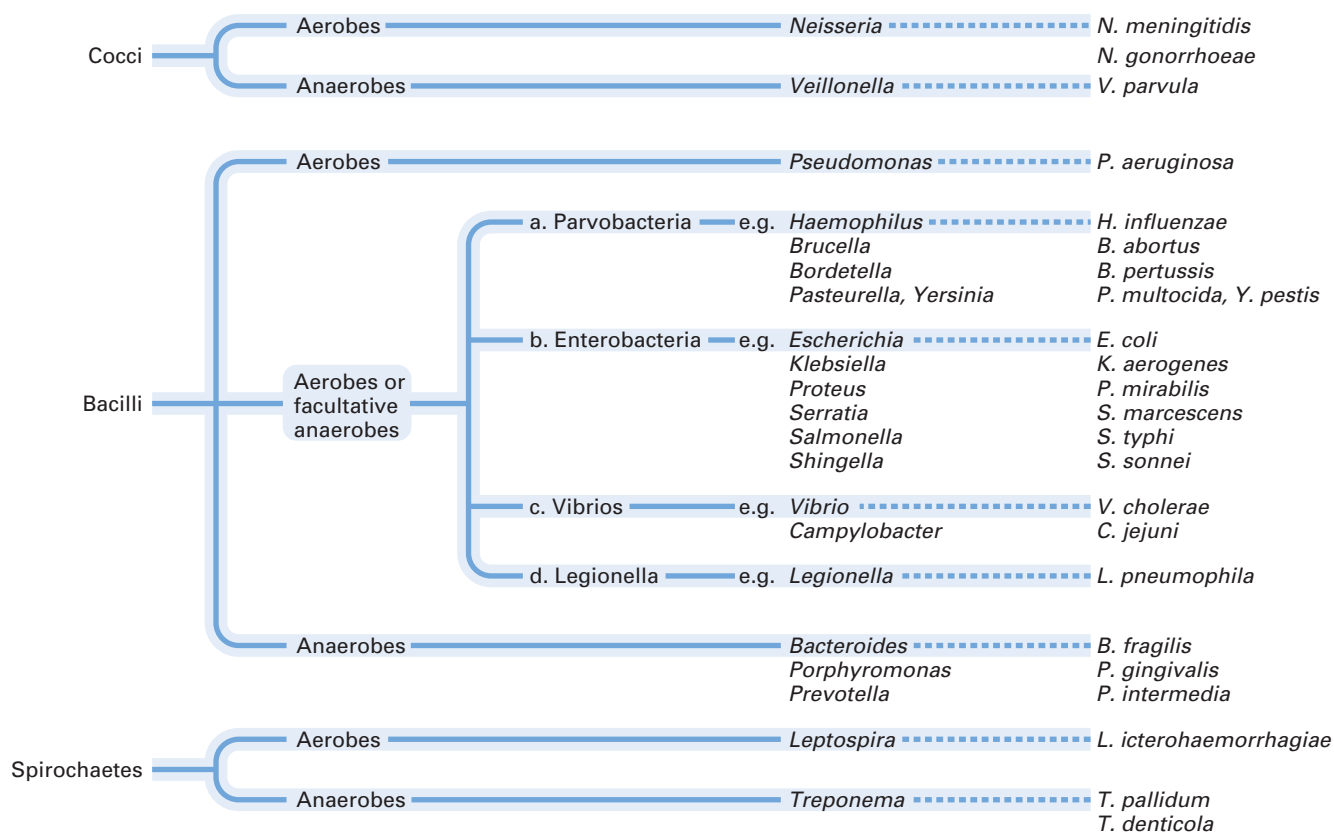 Cocci
Aerobes Neisseria N. meningitidis
N. gonorrhoeae
Anaerobes Veillonella V. parvula
Bacilli
Aerobes Pseudomonas P. aeruginosa
Aerobes or
facultative
anaerobes
a. Parvobacteria e.g. Haemophilus H. influenzae
Brucella B. abortus
Bordetella B. pertussis
Pasteurella, Yersinia P. multocida, Y. pestis
b. Enterobacteria e.g. Escherichia E. coli
Klebsiella K. aerogenes
Proteus P. mirabilis
Serratia S. marcescens
Salmonella S. typhi
Shingella S. sonnei
c. Vibrios e.g. Vibrio V. cholerae
Campylobacter C. jejuni
d. Legionella e.g. Legionella L. pneumophila
Anaerobes Bacteroides B. fragilis
Porphyromonas P. gingivalis
Prevotella P. intermedia
Spirochaetes
Aerobes Leptospira L. icterohaemorrhagiae
Anaerobes Treponema T. pallidum
T. denticola